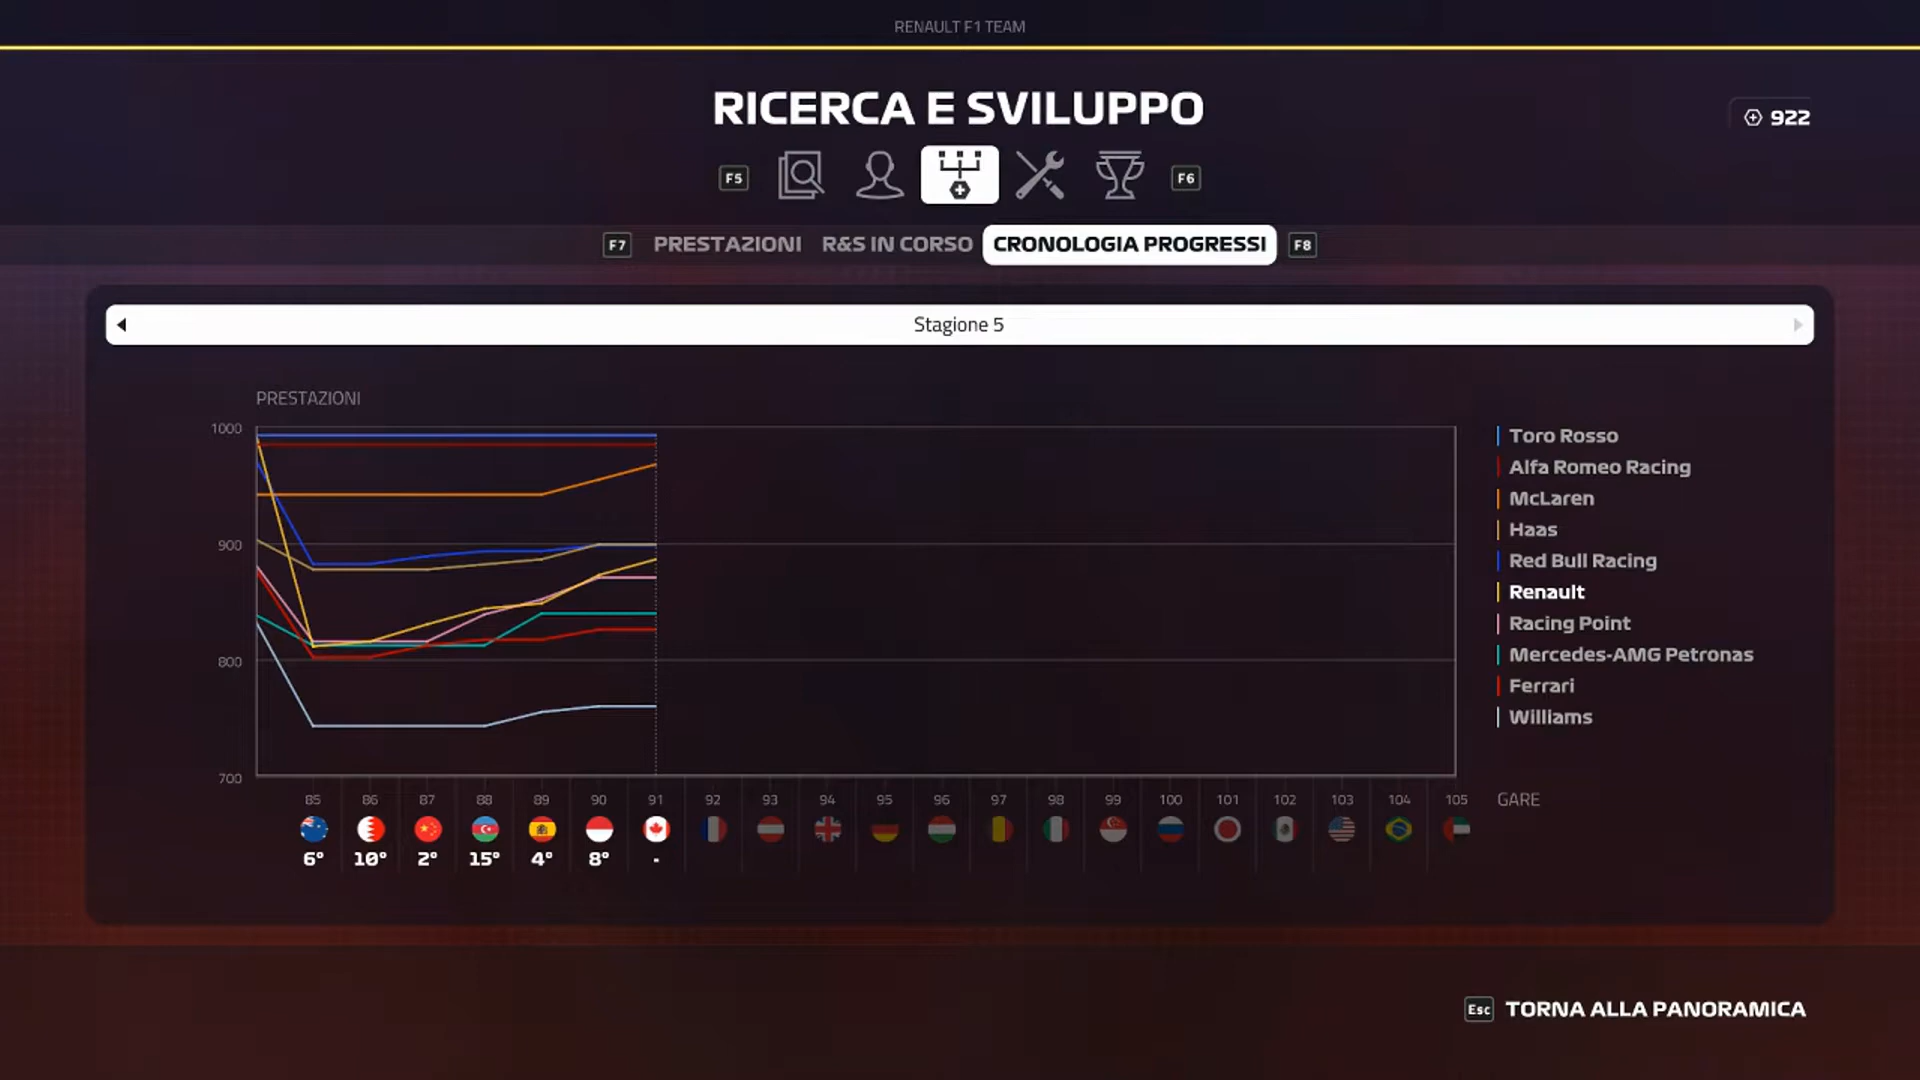 RENAULT F1 TEAM
RICERCA E SVILUPPO
922
F5
F6
F7 PRESTAZIONI R&S IN CORSO CRONOLOGIA PROGRESSI F8
Stagione 5
PRESTAZIONI
1000
900
800
700
Toro Rosso
Alfa Romeo Racing
McLaren
Haas
Red Bull Racing
Renault
Racing Point
Mercedes-AMG Petronas
Ferrari
Williams
85 86 87 88 89 90 91 92 93 94 95 96 97 98 99 100 101 102 103 104 105 GARE
6° 10° 2° 15° 4° 8° -
Esc TORNA ALLA PANORAMICA